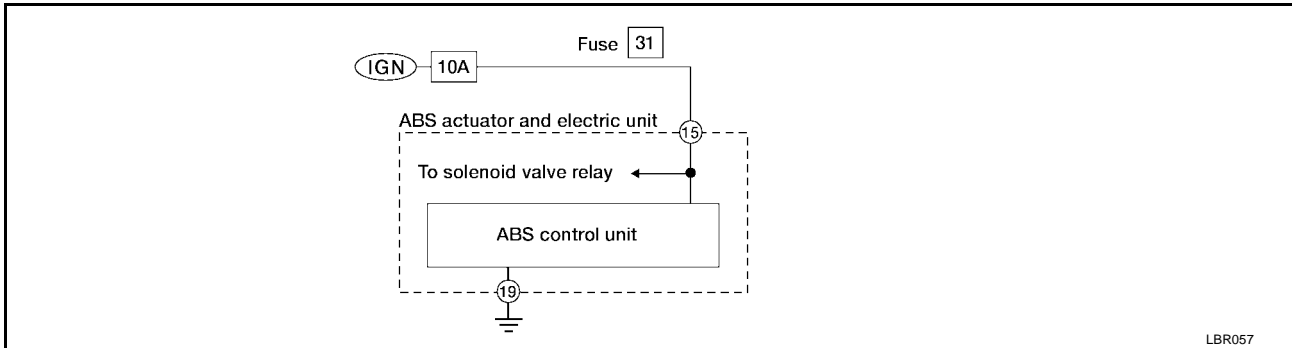 Fuse 31
IGN 10A
ABS actuator and electric unit
15
To solenoid valve relay
ABS control unit
19
LBR057